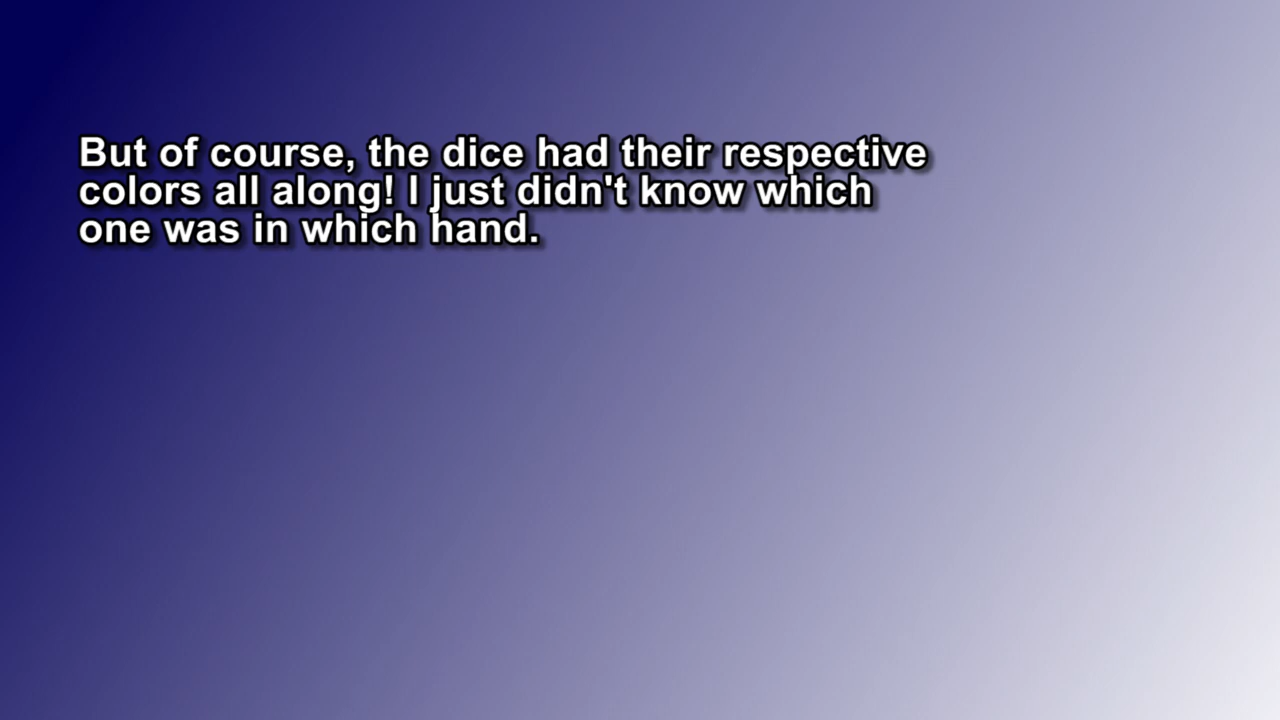 But of course, the dice had their respective
colors all along! I just didn't know which
one was in which hand.